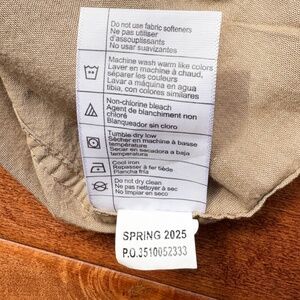 Do not use fabric softeners
Ne pas utiliser
d'assouplissants
No usar suavizantes
Machine wash warm like colors
Laver en machine à chaud,
séparer les couleurs
Lavar a máquina en agua
tibia, con colores similares
Non-chlorine bleach
Agent de blanchiment non
chloré
Blanqueador sin cloro
Tumble dry low
Sécher en machine à basse
température
Secar en secadora a baja
temperatura
Cool iron
Repasser à fer tiède
Plancha fría
Do not dry clean
Ne pas nettoyer à sec
No limpiar en seco
SPRING 2025
P.O.3510052333